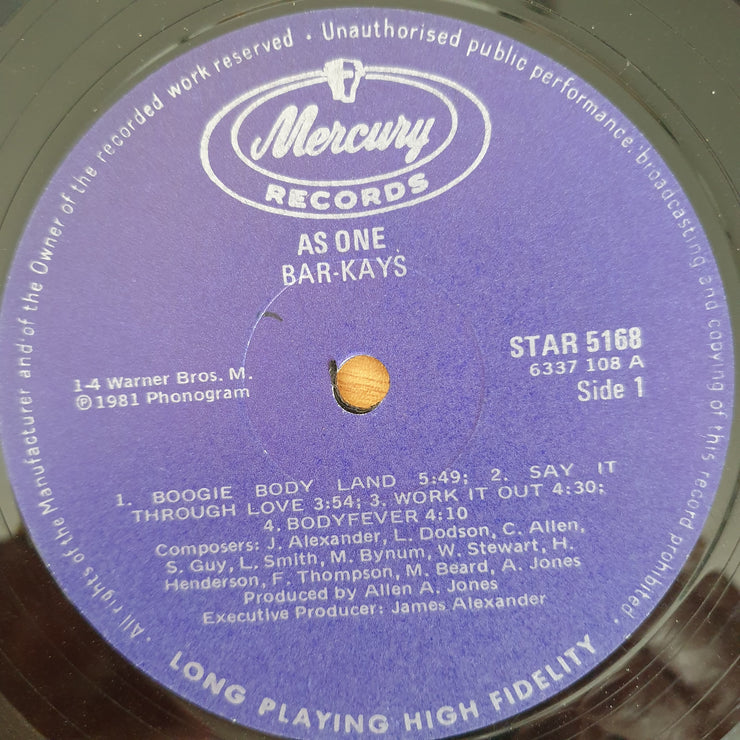 · All rights of the Manufacturer and of the Owner of the recorded work reserved · Unauthorised public performance, broadcasting and copying of this record prohibited ·
Mercury
RECORDS
AS ONE
BAR-KAYS
STAR 5168
6337 108 A
Side 1
1-4 Warner Bros. M.
℗1981 Phonogram
1. BOOGIE BODY LAND 5:49; 2. SAY IT
THROUGH LOVE 3:54; 3. WORK IT OUT 4:30;
4. BODYFEVER 4:10
Composers: J. Alexander, L. Dodson, C. Allen,
S. Guy, L. Smith, M. Bynum, W. Stewart, H.
Henderson, F. Thompson, M. Beard, A. Jones
Produced by Allen A. Jones
Executive Producer: James Alexander
LONG PLAYING HIGH FIDELITY